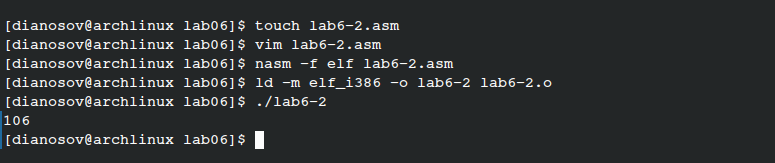 [dianosov@archlinux lab06]$ touch lab6-2.asm
[dianosov@archlinux lab06]$ vim lab6-2.asm
[dianosov@archlinux lab06]$ nasm -f elf lab6-2.asm
[dianosov@archlinux lab06]$ ld -m elf_i386 -o lab6-2 lab6-2.o
[dianosov@archlinux lab06]$ ./lab6-2
106
[dianosov@archlinux lab06]$